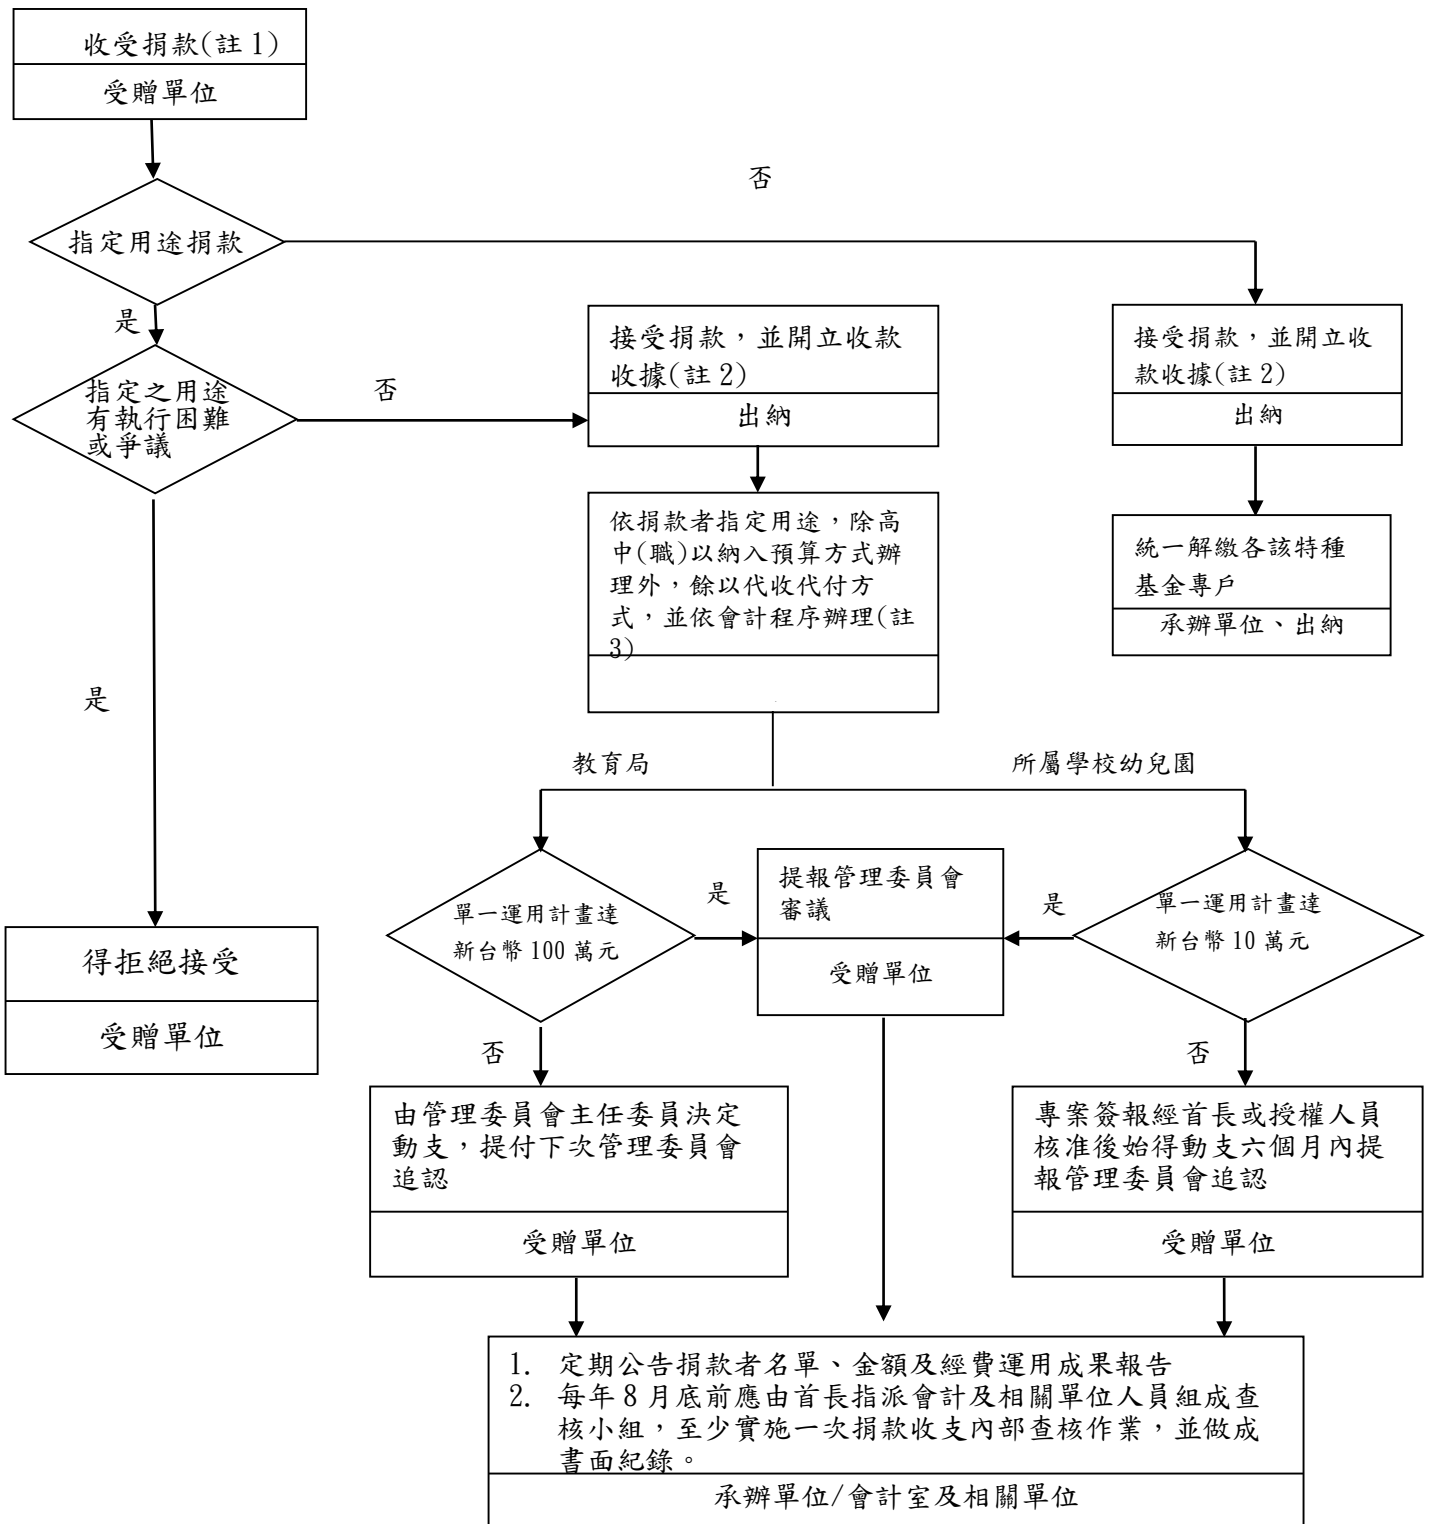 收受捐款(註 1)
受贈單位
否
指定用途捐款
是
指定之用途
有執行困難
或爭議
否
接受捐款，並開立收款
收據(註 2)
出納
接受捐款，並開立收
款收據(註 2)
出納
依捐款者指定用途，除高
中(職)以納入預算方式辦
理外，餘以代收代付方
式，並依會計程序辦理(註
3)
統一解繳各該特種
基金專戶
承辦單位、出納
是
教育局
所屬學校幼兒園
單一運用計畫達
新台幣 100 萬元
是
提報管理委員會
審議
受贈單位
是
單一運用計畫達
新台幣 10 萬元
得拒絕接受
受贈單位
否
否
由管理委員會主任委員決定
動支，提付下次管理委員會
追認
受贈單位
專案簽報經首長或授權人員
核准後始得動支六個月內提
報管理委員會追認
受贈單位
1. 定期公告捐款者名單、金額及經費運用成果報告
2. 每年 8 月底前應由首長指派會計及相關單位人員組成查
核小組，至少實施一次捐款收支內部查核作業，並做成
書面紀錄。
承辦單位/會計室及相關單位